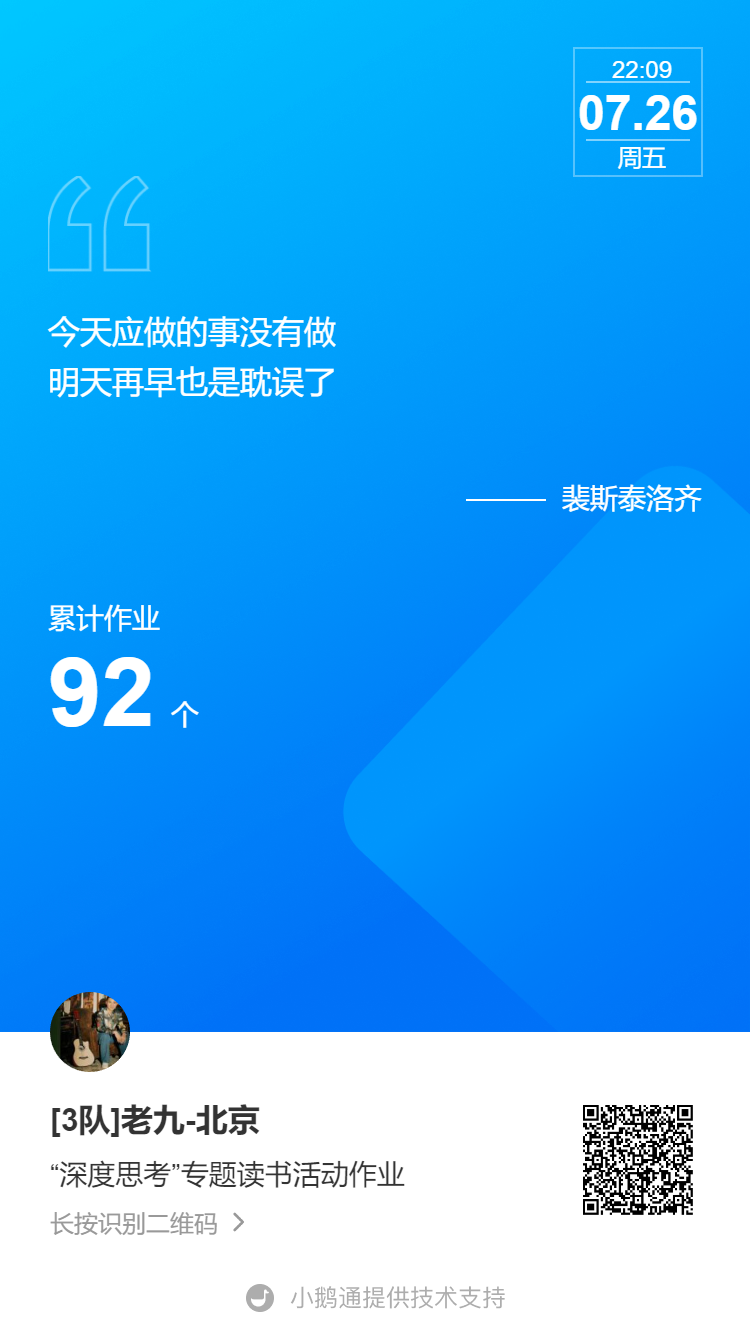 22:09
07.26
周五
今天应做的事没有做
明天再早也是耽误了
裴斯泰洛齐
累计作业
92 个
[3队]老九-北京
“深度思考”专题读书活动作业
长按识别二维码
小鹅通提供技术支持